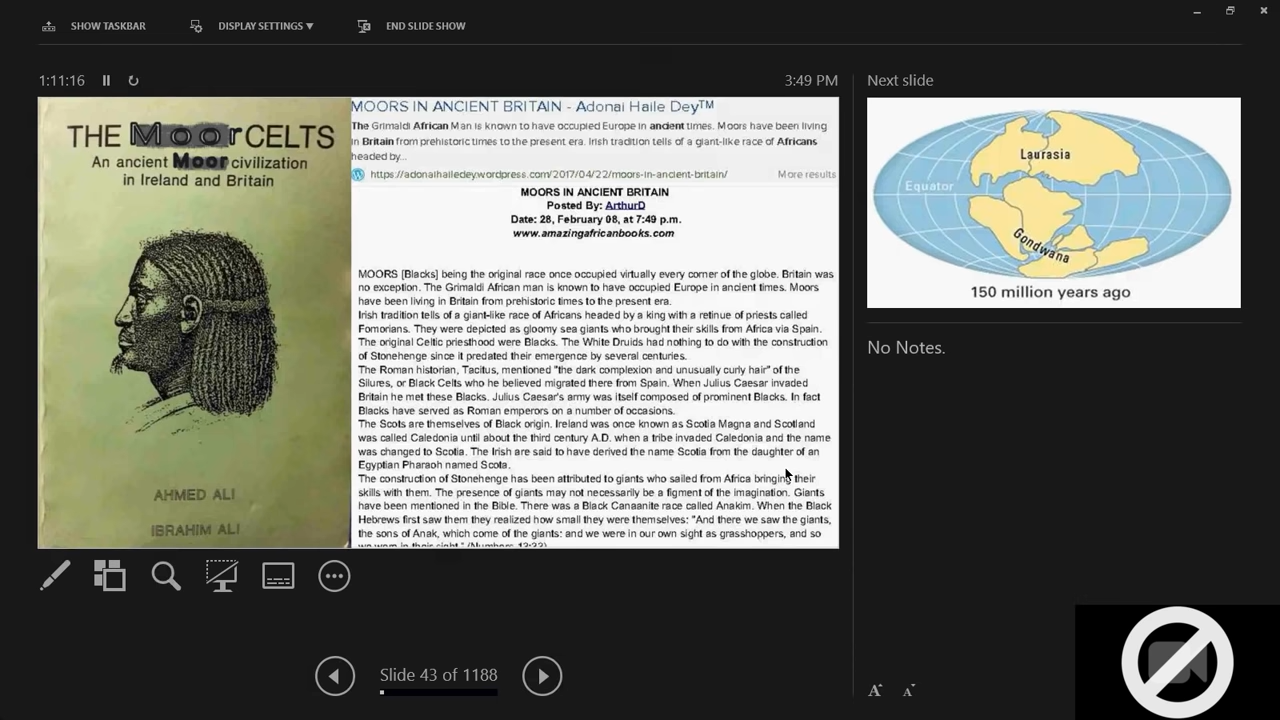 SHOW TASKBAR
DISPLAY SETTINGS ▼
END SLIDE SHOW
1:11:16
3:49 PM
THE Moor CELTS
An ancient Moor civilization
in Ireland and Britain
AHMED ALI
IBRAHIM ALI
MOORS IN ANCIENT BRITAIN - Adonai Haile Dey™
The Grimaldi African Man is known to have occupied Europe in ancient times. Moors have been living
in Britain from prehistoric times to the present era. Irish tradition tells of a giant-like race of Africans
headed by...
https://adonaihailedey.wordpress.com/2017/04/22/moors-in-ancient-britain/
More results
MOORS IN ANCIENT BRITAIN
Posted By: ArthurD
Date: 28, February 08, at 7:49 p.m.
www.amazingafricanbooks.com
MOORS [Blacks] being the original race once occupied virtually every corner of the globe. Britain was
no exception. The Grimaldi African man is known to have occupied Europe in ancient times. Moors
have been living in Britain from prehistoric times to the present era.
Irish tradition tells of a giant-like race of Africans headed by a king with a retinue of priests called
Fomorians. They were depicted as gloomy sea giants who brought their skills from Africa via Spain.
The original Celtic priesthood were Blacks. The White Druids had nothing to do with the construction
of Stonehenge since it predated their emergence by several centuries.
The Roman historian, Tacitus, mentioned "the dark complexion and unusually curly hair" of the
Silures, or Black Celts who he believed migrated there from Spain. When Julius Caesar invaded
Britain he met these Blacks. Julius Caesar's army was itself composed of prominent Blacks. In fact
Blacks have served as Roman emperors on a number of occasions.
The Scots are themselves of Black origin. Ireland was once known as Scotia Magna and Scotland
was called Caledonia until about the third century A.D. when a tribe invaded Caledonia and the name
was changed to Scotia. The Irish are said to have derived the name Scotia from the daughter of an
Egyptian Pharaoh named Scota.
The construction of Stonehenge has been attributed to giants who sailed from Africa bringing their
skills with them. The presence of giants may not necessarily be a figment of the imagination. Giants
have been mentioned in the Bible. There was a Black Canaanite race called Anakim. When the Black
Hebrews first saw them they realized how small they were themselves: "And there we saw the giants,
the sons of Anak, which come of the giants: and we were in our own sight as grasshoppers, and so
we were in their sight." (Numbers 13:33)
Next slide
Laurasia
Equator
Gondwana
150 million years ago
No Notes.
Slide 43 of 1188
A A